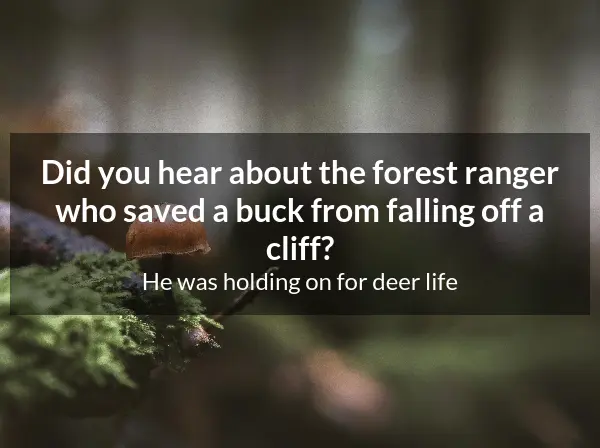 Did you hear about the forest ranger
who saved a buck from falling off a
cliff?
He was holding on for deer life